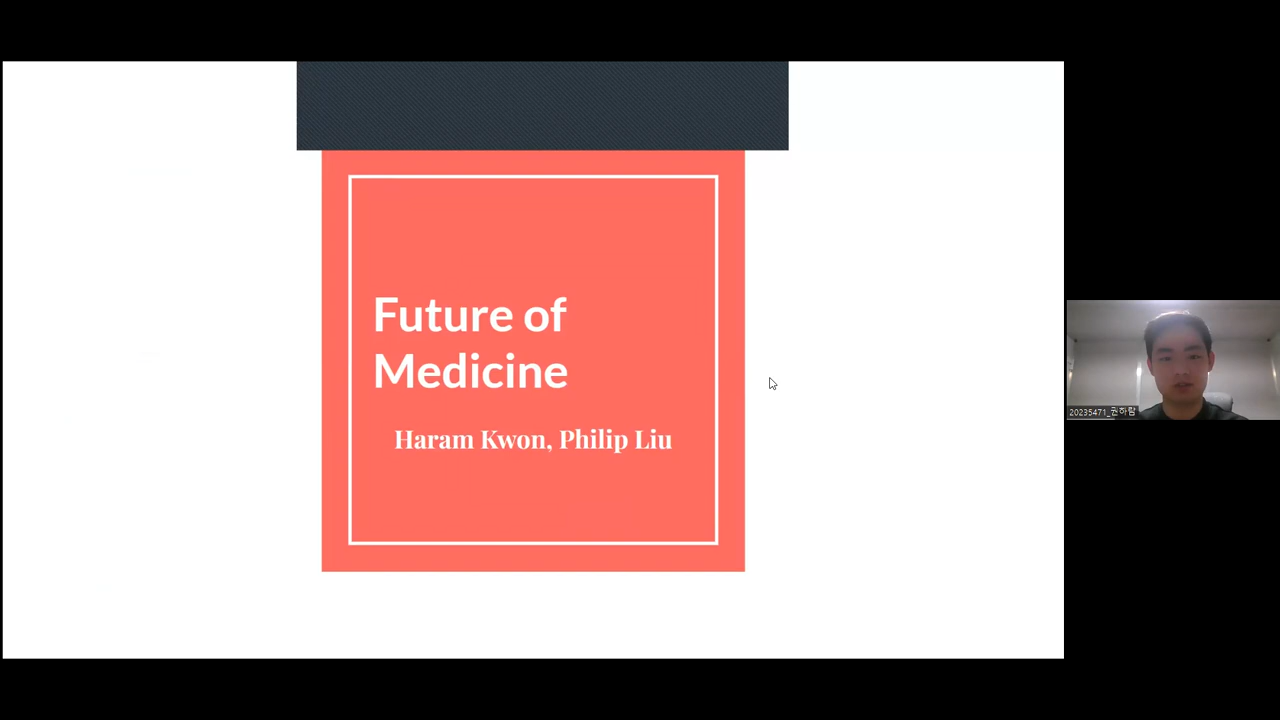 Future of
Medicine
Haram Kwon, Philip Liu
20235471_권하람